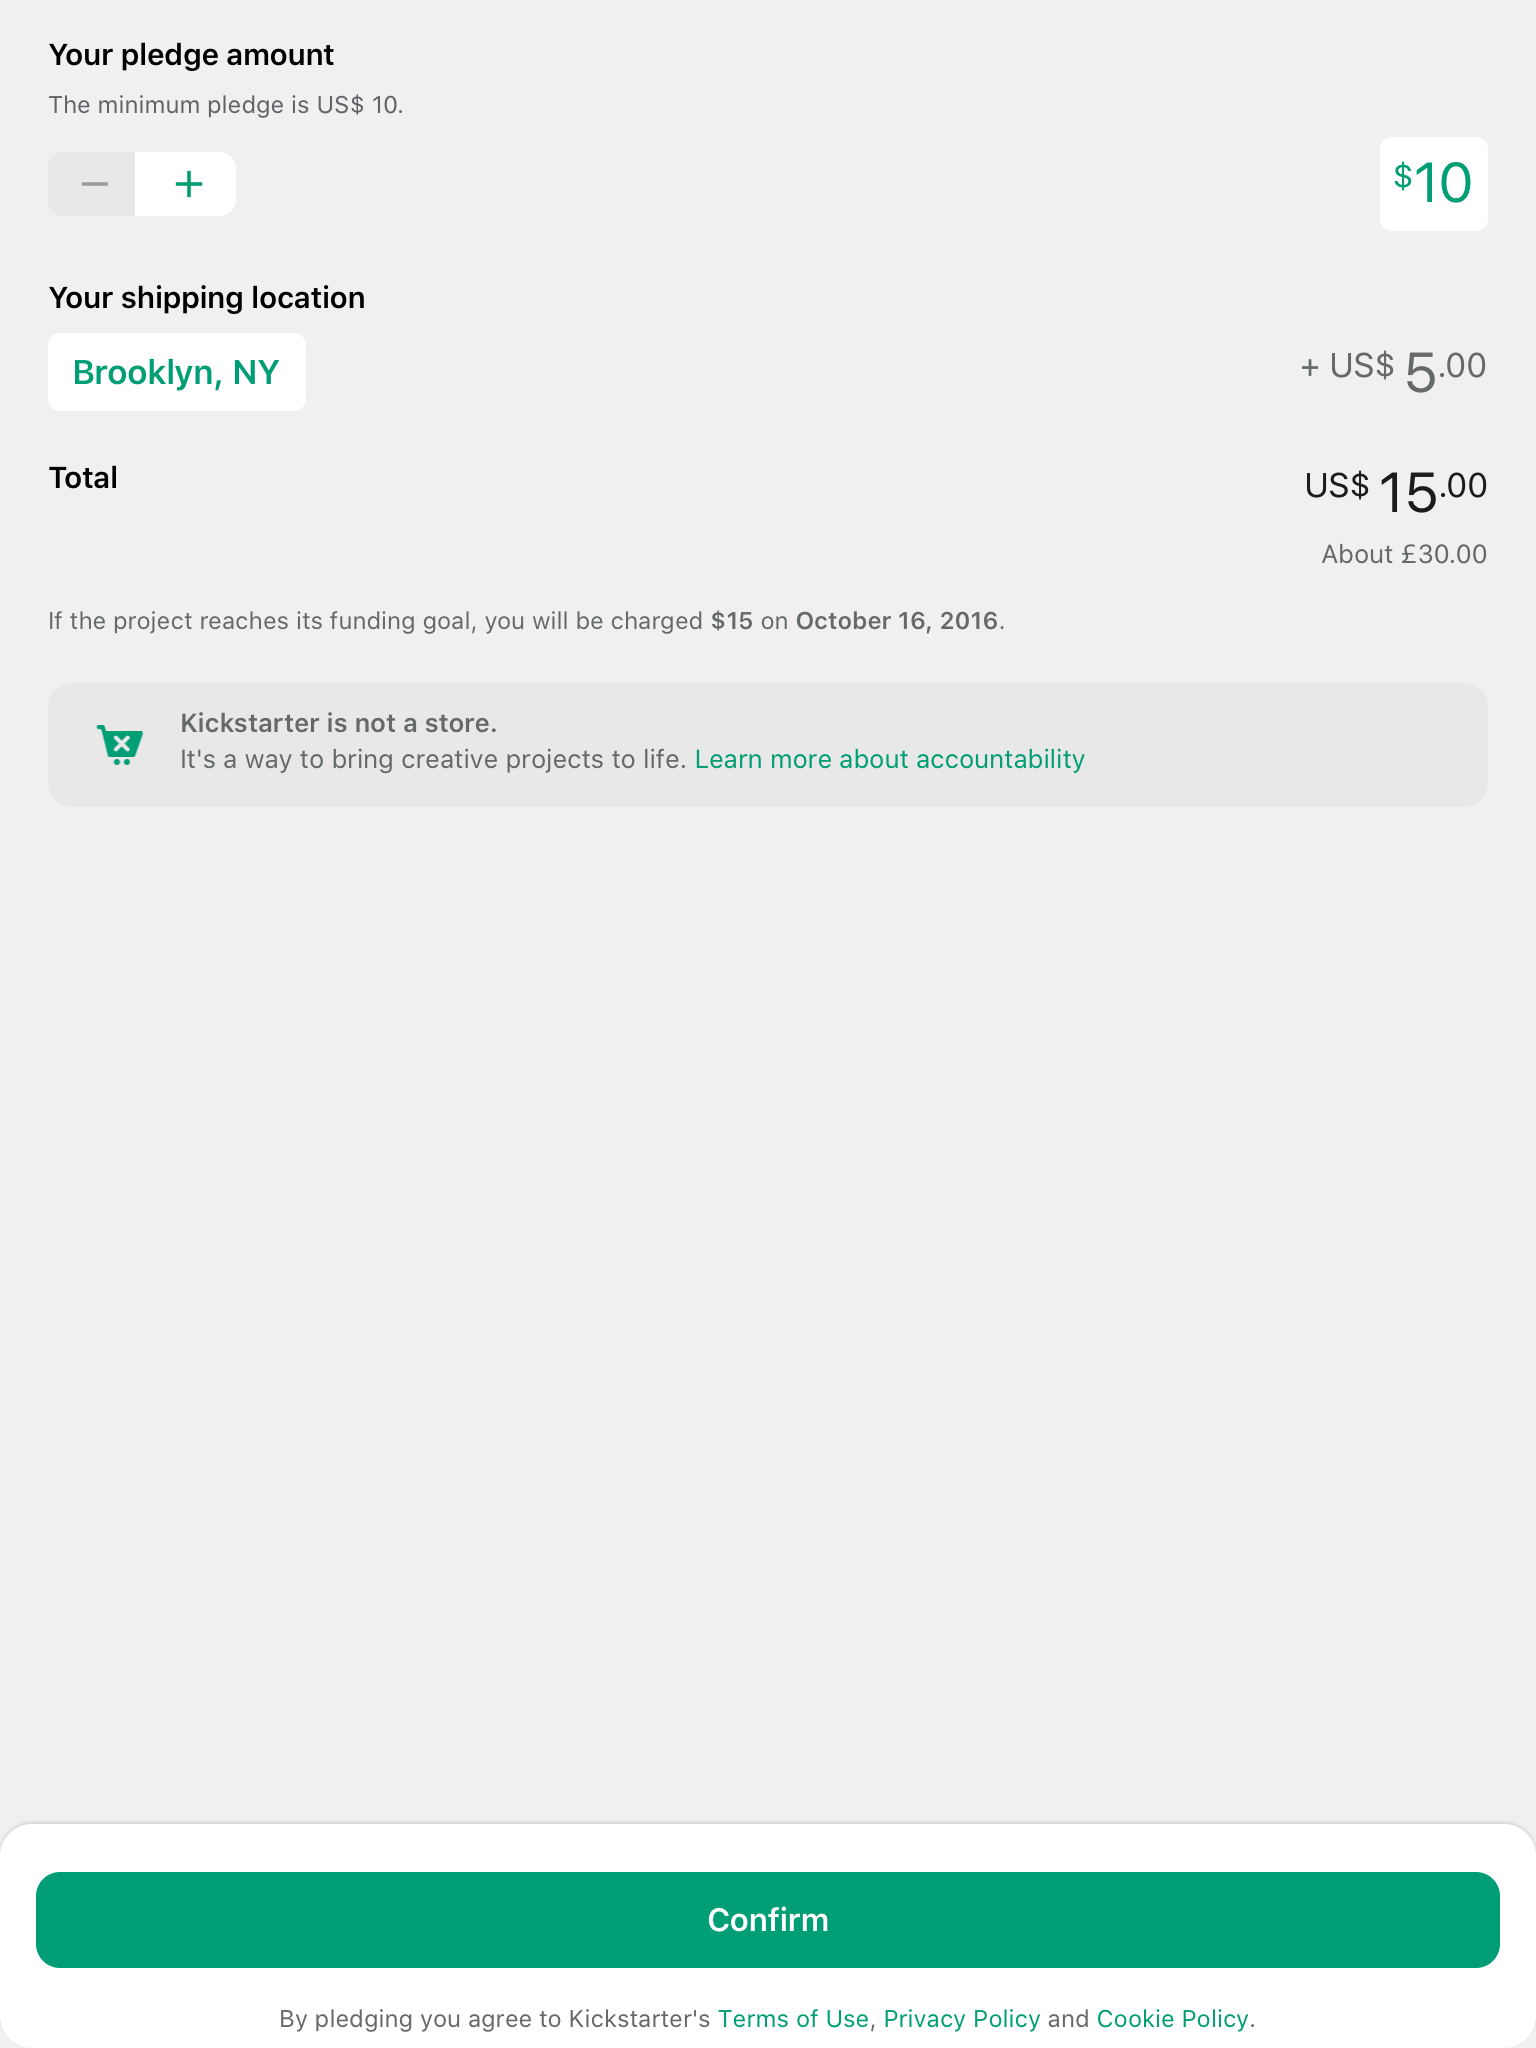 Your pledge amount
The minimum pledge is US$ 10.
$10
Your shipping location
Brooklyn, NY
+ US$ 5.00
Total
US$ 15.00
About £30.00
If the project reaches its funding goal, you will be charged $15 on October 16, 2016.
Kickstarter is not a store.
It's a way to bring creative projects to life. Learn more about accountability
Confirm
By pledging you agree to Kickstarter's Terms of Use, Privacy Policy and Cookie Policy.